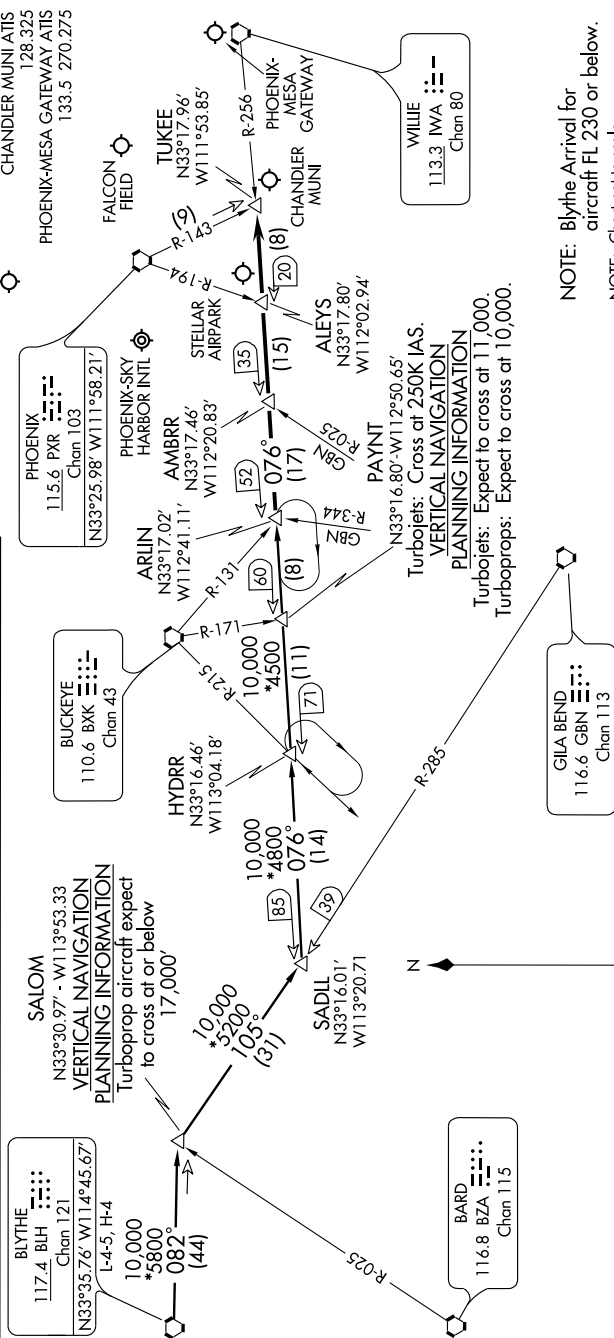 CHANDLER MUNI ATIS
128.325
PHOENIX-MESA GATEWAY ATIS
133.5 270.275
BLYTHE
117.4 BLH
Chan 121
N33°35.76' W114°45.67'
L-4-5, H-4
10,000
*5800
082°
(44)
SALOM
N33°30.97' - W113°53.33
VERTICAL NAVIGATION
PLANNING INFORMATION
Turboprop aircraft expect
to cross at or below
17,000'
10,000
*5200
105°
(31)
BARD
116.8 BZA
Chan 115
R-025
SADLL
N33°16.01'
W113°20.71
85
39
R-285
N
10,000
*4800
076°
(14)
HYDRR
N33°16.46'
W113°04.18'
71
BUCKEYE
110.6 BXK
Chan 43
R-215
R-171
R-131
10,000
*4500
(11)
60
(8)
PAYNT
N33°16.80'-W112°50.65'
Turbojets: Cross at 250K IAS.
VERTICAL NAVIGATION
PLANNING INFORMATION
Turbojets: Expect to cross at 11,000.
Turboprops: Expect to cross at 10,000.
GILA BEND
116.6 GBN
Chan 113
ARLIN
N33°17.02'
W112°41.11'
GBN
R-344
52
076°
(17)
AMBRR
N33°17.46'
W112°20.83'
GBN
R-025
35
(15)
PHOENIX
115.6 PXR
Chan 103
N33°25.98' W111°58.21'
PHOENIX-SKY
HARBOR INTL
R-194
R-143
(9)
STELLAR
AIRPARK
ALEYS
N33°17.80'
W112°02.94'
20
(8)
FALCON
FIELD
TUKEE
N33°17.96'
W111°53.85'
CHANDLER
MUNI
R-256
PHOENIX-
MESA
GATEWAY
WILLIE
113.3 IWA
Chan 80
NOTE: Blythe Arrival for
aircraft FL 230 or below.